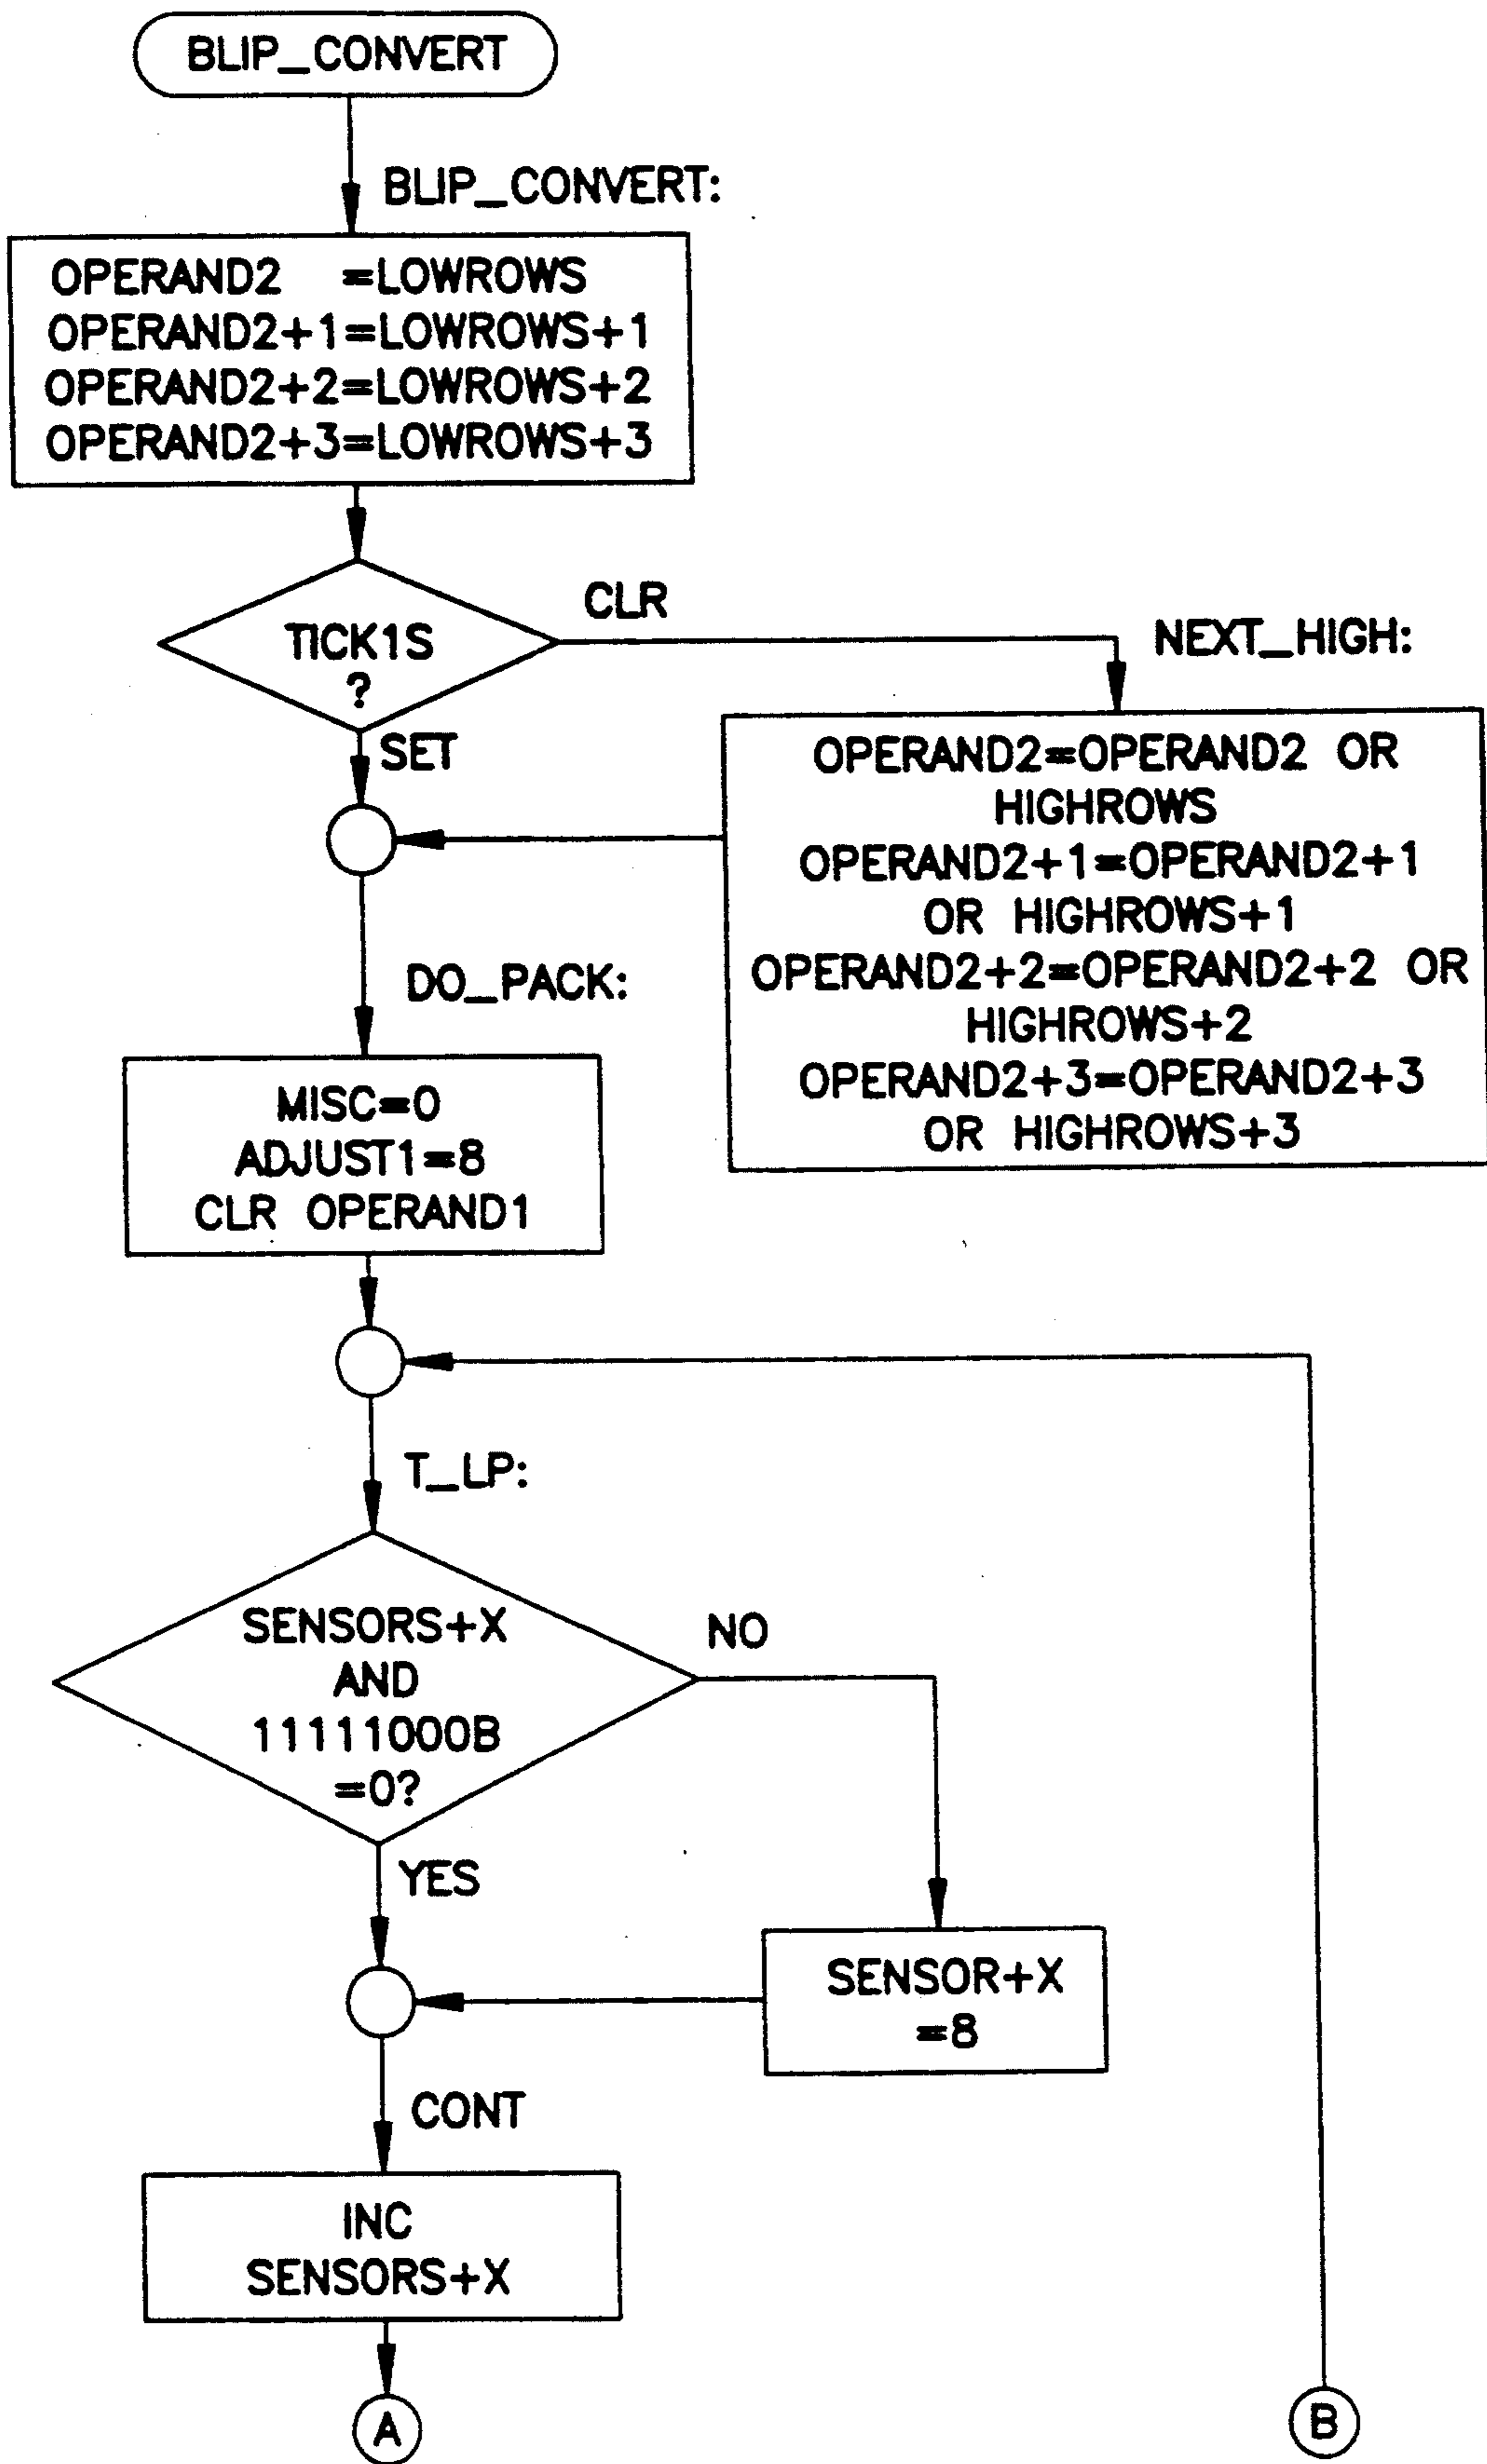 BLIP_CONVERT
BLIP_CONVERT:
OPERAND2 =LOWROWS
OPERAND2+1=LOWROWS+1
OPERAND2+2=LOWROWS+2
OPERAND2+3=LOWROWS+3
TICK1S
?
CLR
NEXT_HIGH:
SET
OPERAND2=OPERAND2 OR
HIGHROWS
OPERAND2+1=OPERAND2+1
OR HIGHROWS+1
OPERAND2+2=OPERAND2+2 OR
HIGHROWS+2
OPERAND2+3=OPERAND2+3
OR HIGHROWS+3
DO_PACK:
MISC=0
ADJUST1=8
CLR OPERAND1
T_LP:
SENSORS+X
AND
11111000B
=0?
NO
YES
SENSOR+X
=8
CONT
INC
SENSORS+X
A
B